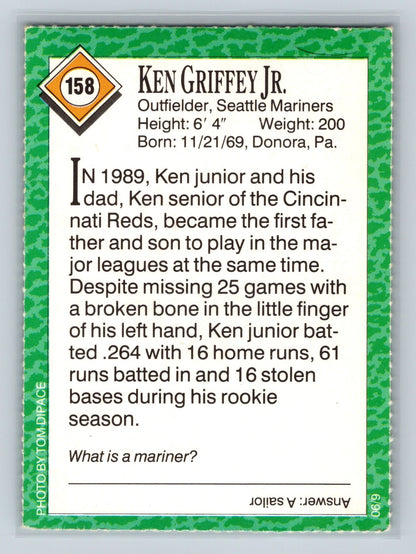 158
KEN GRIFFEY JR.
Outfielder, Seattle Mariners
Height: 6' 4" Weight: 200
Born: 11/21/69, Donora, Pa.
IN 1989, Ken junior and his
dad, Ken senior of the Cincin-
nati Reds, became the first fa-
ther and son to play in the ma-
jor leagues at the same time.
Despite missing 25 games with
a broken bone in the little finger
of his left hand, Ken junior bat-
ted .264 with 16 home runs, 61
runs batted in and 16 stolen
bases during his rookie
season.
What is a mariner?
Answer: A sailor
PHOTO BY TOM DIPACE
9/90